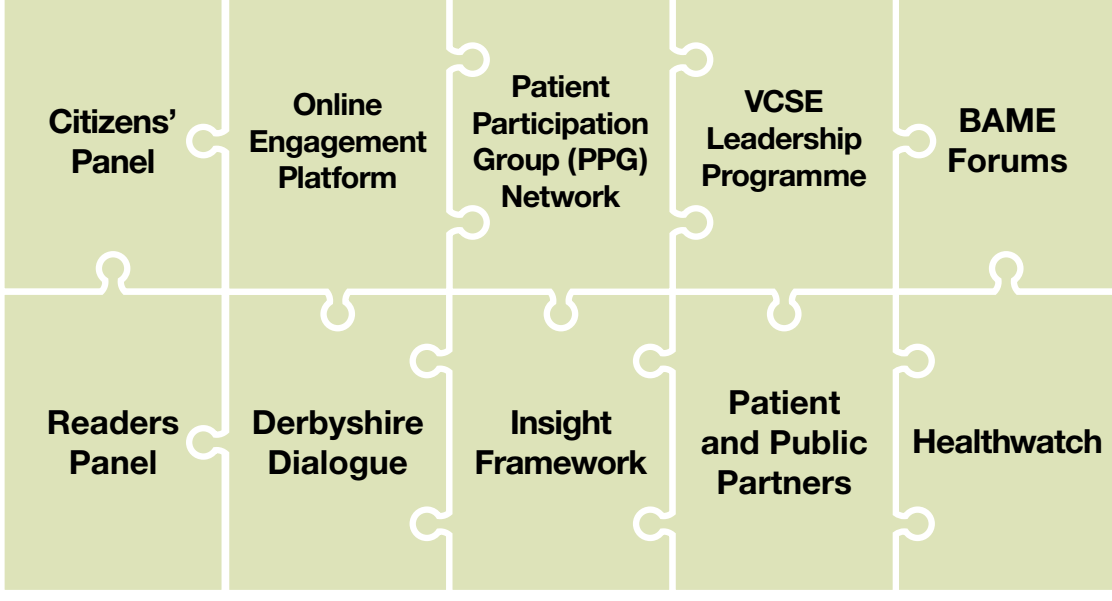 Citizens’
Panel
Online
Engagement
Platform
Patient
Participation
Group (PPG)
Network
VCSE
Leadership
Programme
BAME
Forums
Readers
Panel
Derbyshire
Dialogue
Insight
Framework
Patient
and Public
Partners
Healthwatch